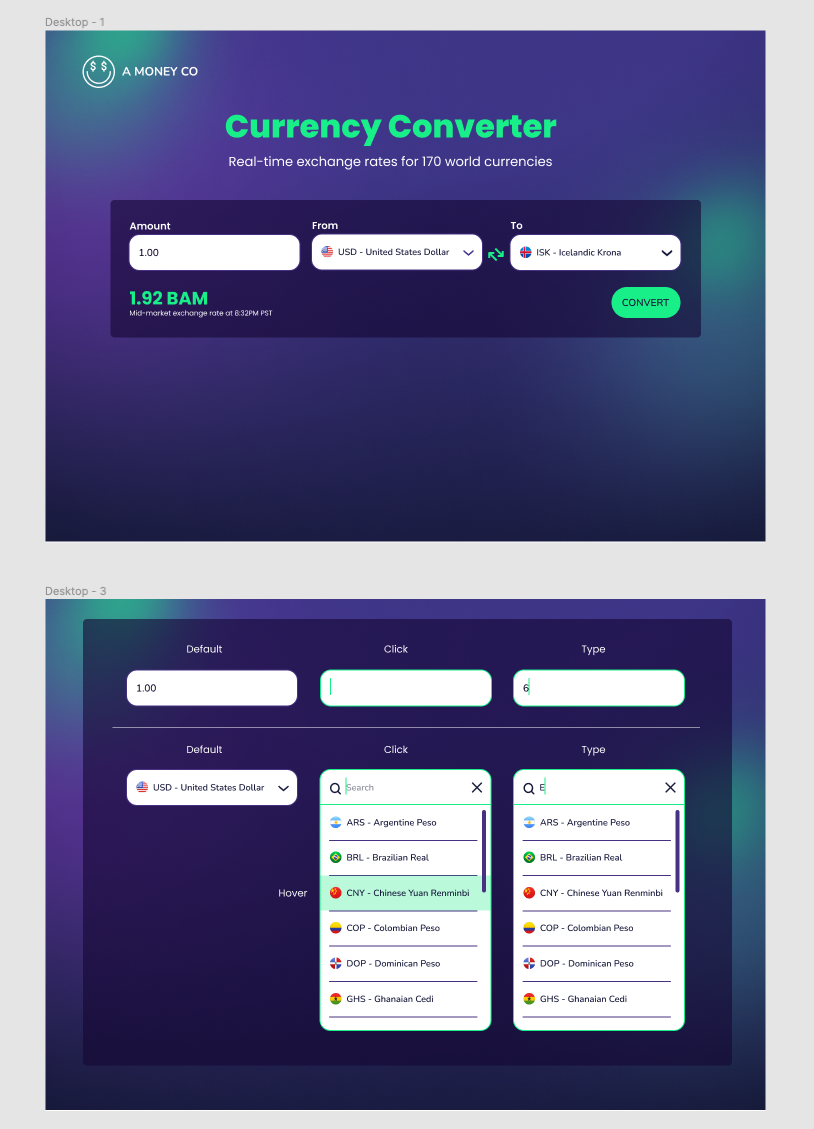 Desktop - 1
$ $
A MONEY CO
Currency Converter
Real-time exchange rates for 170 world currencies
Amount From To
1.00 USD - United States Dollar ISK - Icelandic Krona
1.92 BAM
Mid-market exchange rate at 8:32PM PST
CONVERT
Desktop - 3
Default Click Type
1.00 6
Default Click Type
USD - United States Dollar Search E
ARS - Argentine Peso ARS - Argentine Peso
BRL - Brazilian Real BRL - Brazilian Real
Hover CNY - Chinese Yuan Renminbi CNY - Chinese Yuan Renminbi
COP - Colombian Peso COP - Colombian Peso
DOP - Dominican Peso DOP - Dominican Peso
GHS - Ghanaian Cedi GHS - Ghanaian Cedi